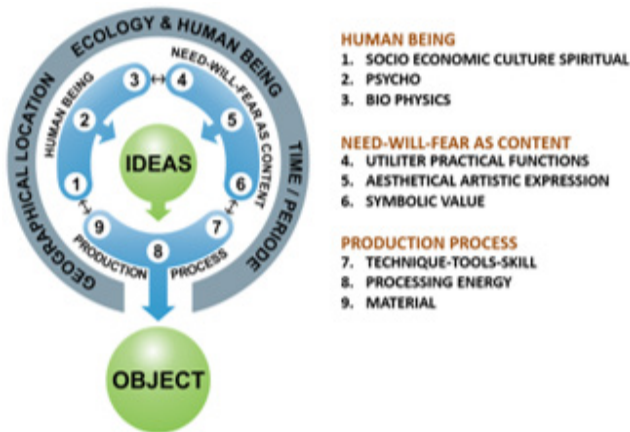 ECOLOGY & HUMAN BEING
GEOGRAPHICAL LOCATION
TIME / PERIODE
HUMAN BEING
NEED-WILL-FEAR AS CONTENT
PRODUCTION PROCESS
1
2
3
4
5
6
7
8
9
IDEAS
OBJECT
HUMAN BEING
1. SOCIO ECONOMIC CULTURE SPIRITUAL
2. PSYCHO
3. BIO PHYSICS
NEED-WILL-FEAR AS CONTENT
4. UTILITER PRACTICAL FUNCTIONS
5. AESTHETICAL ARTISTIC EXPRESSION
6. SYMBOLIC VALUE
PRODUCTION PROCESS
7. TECHNIQUE-TOOLS-SKILL
8. PROCESSING ENERGY
9. MATERIAL